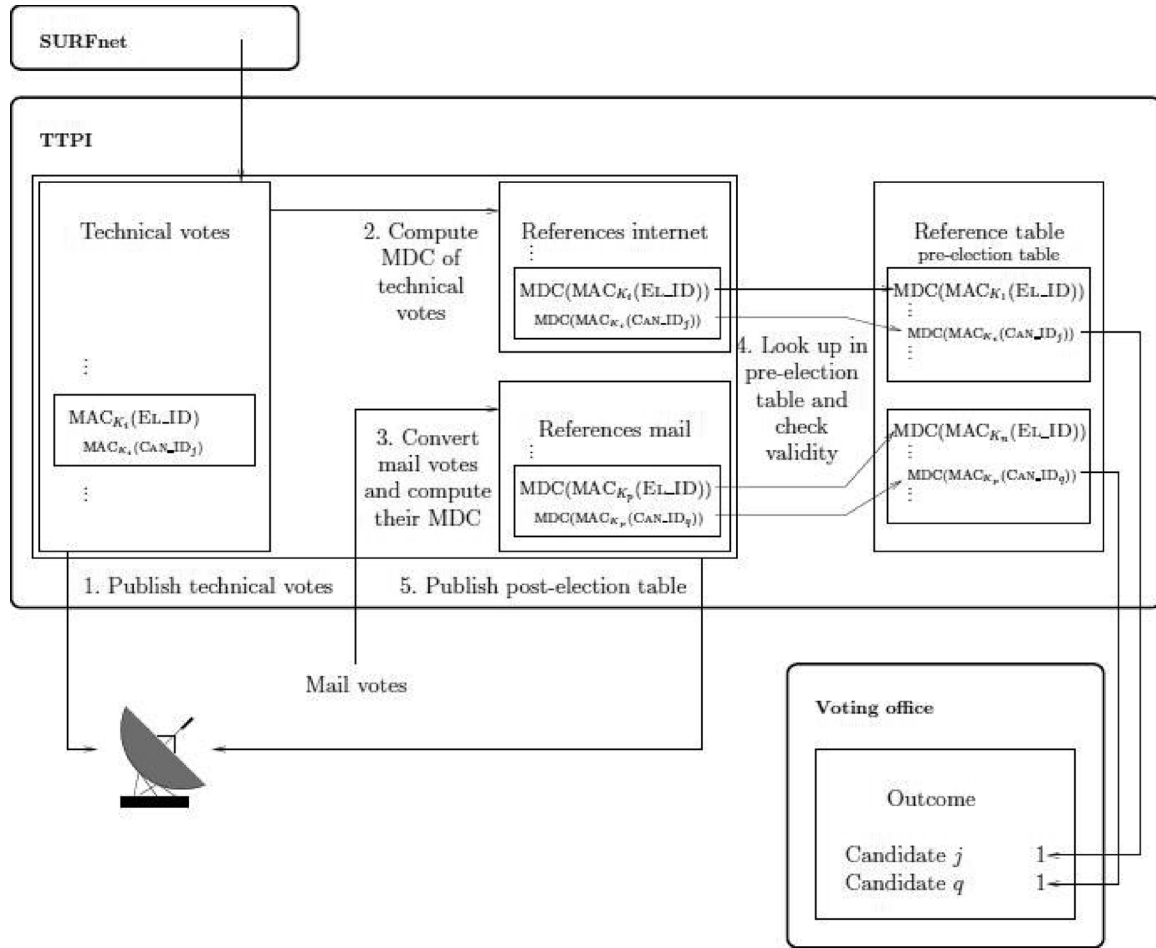 SURFnet
TTPI
Technical votes
⋮
MAC_{K_i}(EL_ID)
MAC_{K_i}(CAN_ID_j)
⋮
2. Compute
MDC of
technical
votes
References internet
⋮
MDC(MAC_{K_i}(EL_ID))
MDC(MAC_{K_i}(CAN_ID_j))
3. Convert
mail votes
and compute
their MDC
References mail
⋮
MDC(MAC_{K_p}(EL_ID))
MDC(MAC_{K_p}(CAN_ID_q))
4. Look up in
pre-election
table and
check
validity
Reference table
pre-election table
MDC(MAC_{K_1}(EL_ID))
⋮
MDC(MAC_{K_i}(CAN_ID_j))
⋮
MDC(MAC_{K_n}(EL_ID))
⋮
MDC(MAC_{K_p}(CAN_ID_q))
⋮
1. Publish technical votes
5. Publish post-election table
Mail votes
Voting office
Outcome
Candidate j 1
Candidate q 1